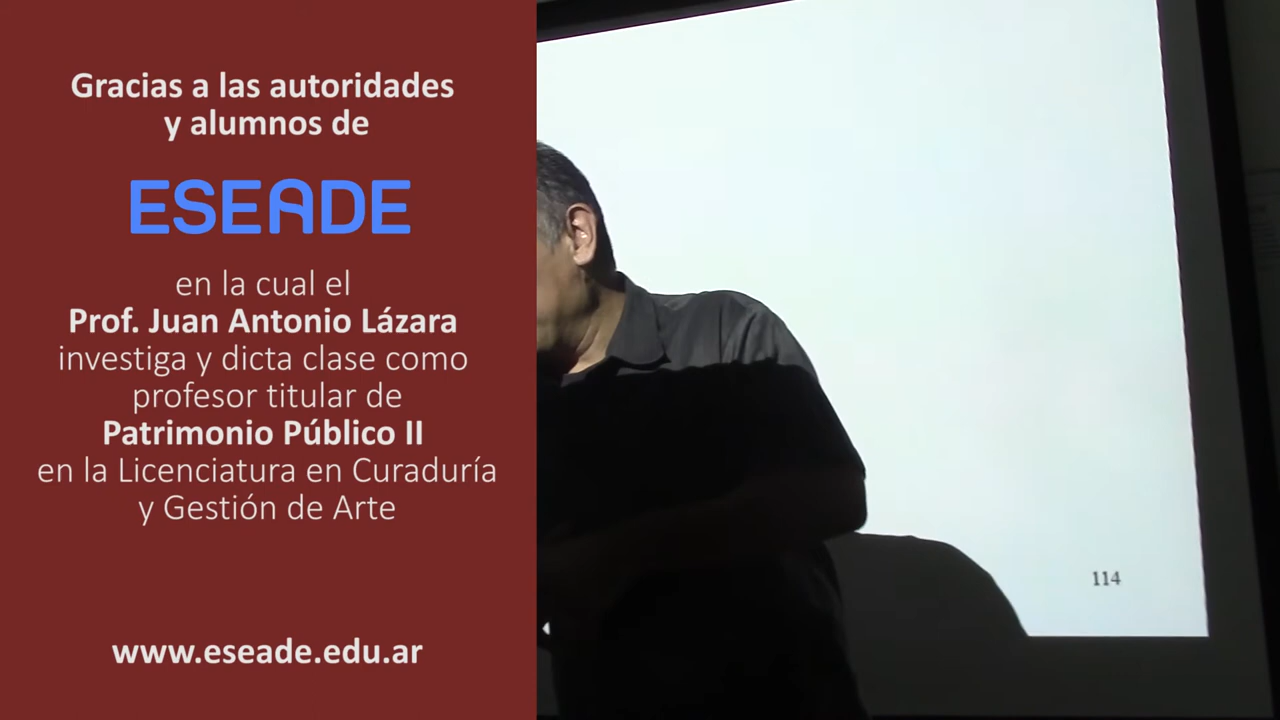 Gracias a las autoridades
y alumnos de
ESEADE
en la cual el
Prof. Juan Antonio Lázara
investiga y dicta clase como
profesor titular de
Patrimonio Público II
en la Licenciatura en Curaduría
y Gestión de Arte
www.eseade.edu.ar
114